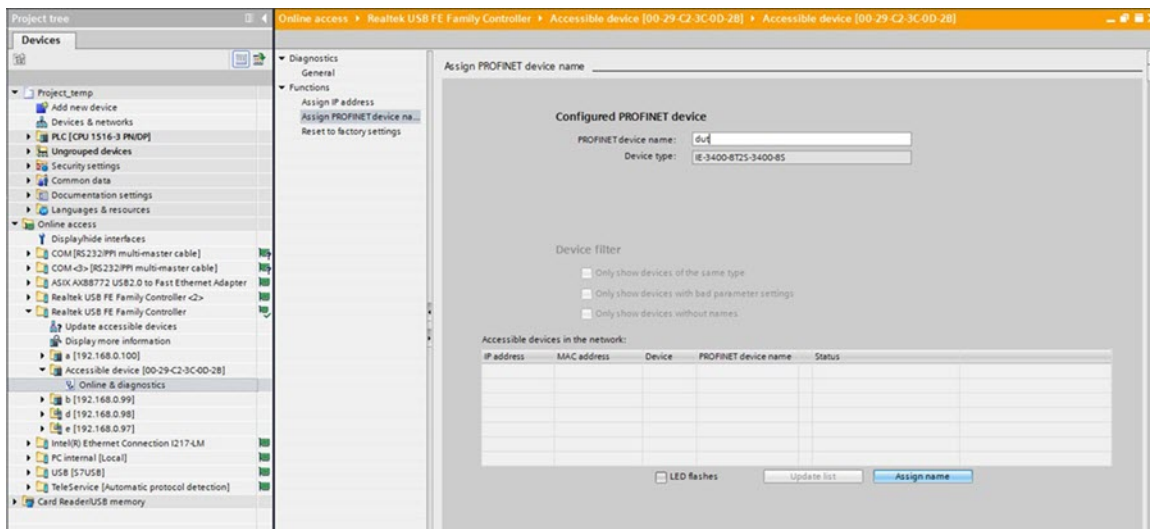 Project tree
Online access ▸ Realtek USB FE Family Controller ▸ Accessible device [00-29-C2-3C-0D-2B] ▸ Accessible device [00-29-C2-3C-0D-2B]
Devices
Project_temp
Add new device
Devices & networks
PLC [CPU 1516-3 PN/DP]
Ungrouped devices
Security settings
Common data
Documentation settings
Languages & resources
Online access
Display/hide interfaces
COM [RS232/PPI multi-master cable]
COM <3> [RS232/PPI multi-master cable]
ASIX AX88772 USB2.0 to Fast Ethernet Adapter
Realtek USB FE Family Controller <2>
Realtek USB FE Family Controller
Update accessible devices
Display more information
a [192.168.0.100]
Accessible device [00-29-C2-3C-0D-2B]
Online & diagnostics
b [192.168.0.99]
d [192.168.0.98]
e [192.168.0.97]
Intel(R) Ethernet Connection I217-LM
PC internal [Local]
USB [S7USB]
TeleService [Automatic protocol detection]
Card Reader/USB memory
Diagnostics
General
Functions
Assign IP address
Assign PROFINET device na...
Reset to factory settings
Assign PROFINET device name
Configured PROFINET device
PROFINET device name: dut
Device type: IE-3400-8T2S-3400-8S
Device filter
Only show devices of the same type
Only show devices with bad parameter settings
Only show devices without names
Accessible devices in the network:
IP address MAC address Device PROFINET device name Status
LED flashes Update list Assign name